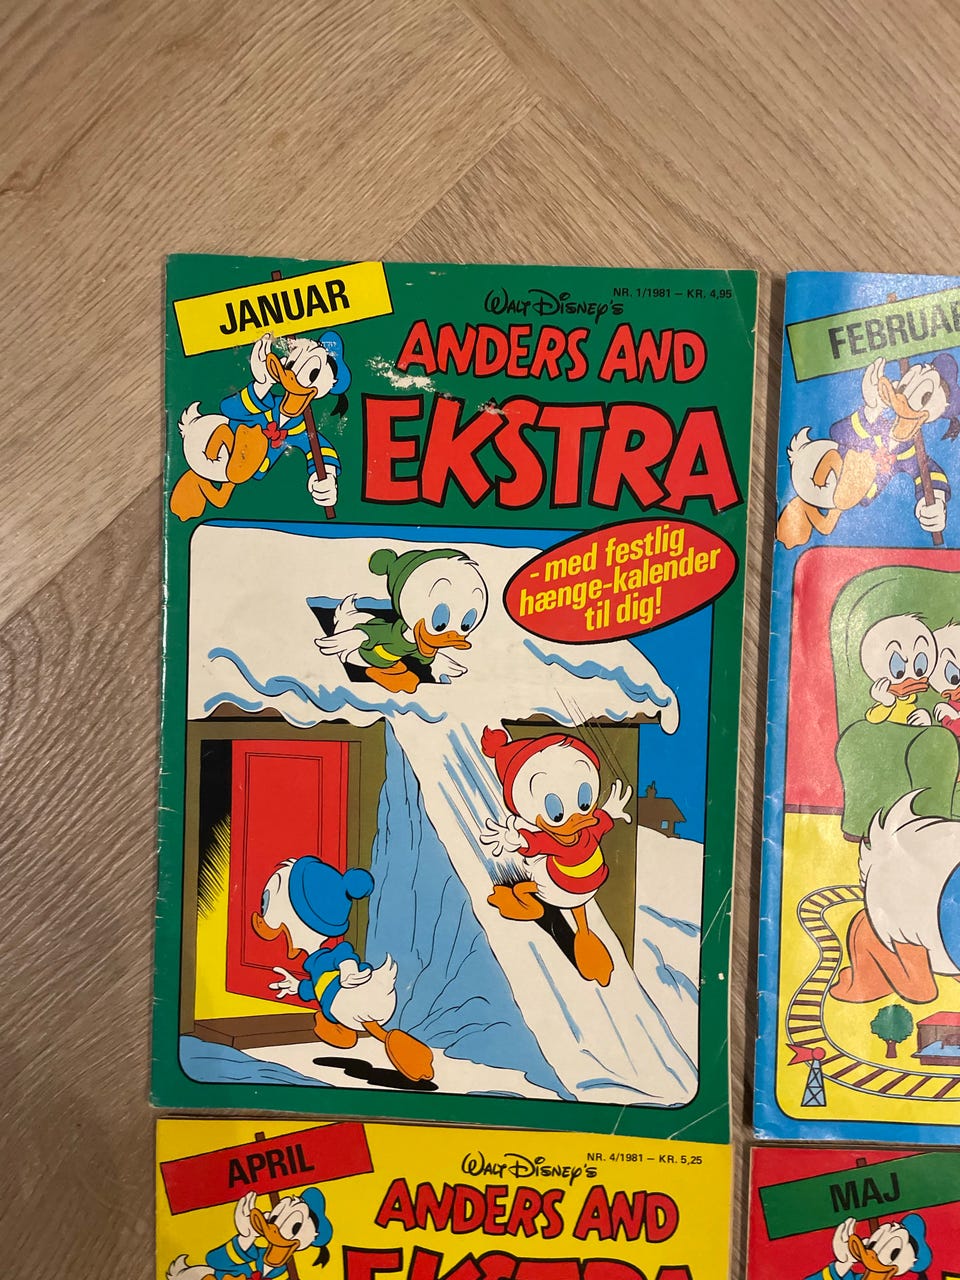 JANUAR
NR. 1/1981 – KR. 4,95
WALT DISNEY'S
ANDERS AND
EKSTRA
- med festlig
hænge-kalender
til dig!
APRIL
NR. 4/1981 – KR. 5,25
WALT DISNEY'S
ANDERS AND
EKSTRA
MAJ